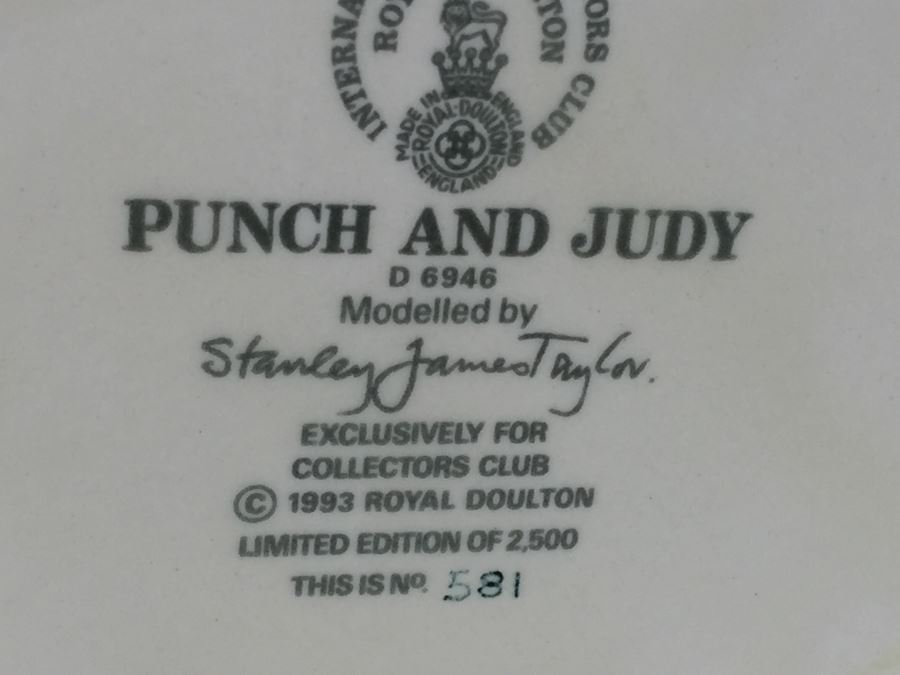 INTERNA
ORS CLUB
TON
MADE IN ENGLAND
ROYAL-DOULTON
ENGLAND
PUNCH AND JUDY
D 6946
Modelled by
Stanley James Taylor.
EXCLUSIVELY FOR
COLLECTORS CLUB
© 1993 ROYAL DOULTON
LIMITED EDITION OF 2,500
THIS IS Nº. 581